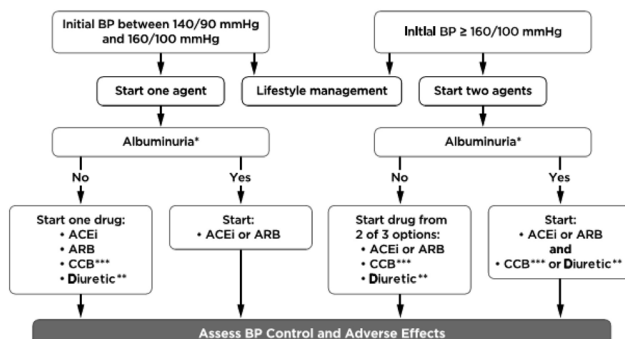 Initial BP between 140/90 mmHg
and 160/100 mmHg
Initial BP ≥ 160/100 mmHg
Start one agent
Lifestyle management
Start two agents
Albuminuria*
Albuminuria*
No
Yes
No
Yes
Start one drug:
• ACEi
• ARB
• CCB***
• Diuretic**
Start:
• ACEi or ARB
Start drug from
2 of 3 options:
• ACEi or ARB
• CCB***
• Diuretic**
Start:
• ACEi or ARB
and
• CCB*** or Diuretic**
Assess BP Control and Adverse Effects